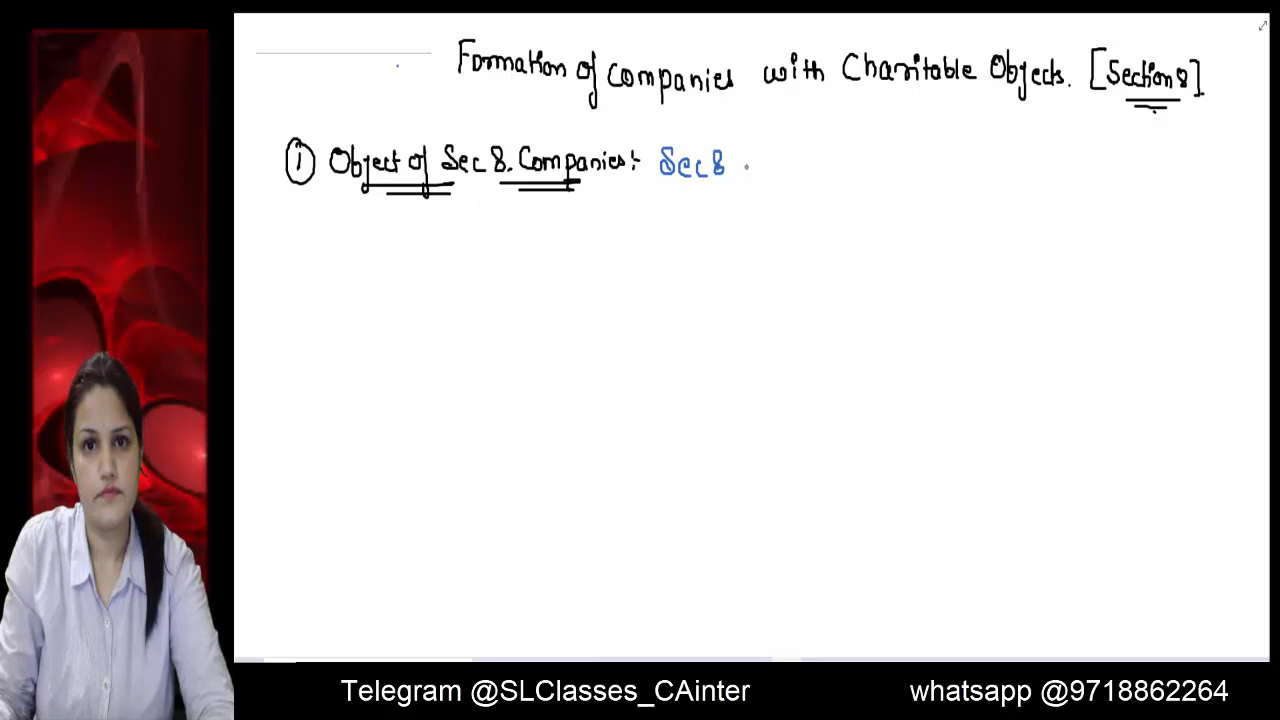 Formation of companies with Charitable Objects. [Section 8]
① Object of Sec 8. Companies:- Sec 8
Telegram @SLClasses_CAinter
whatsapp @9718862264